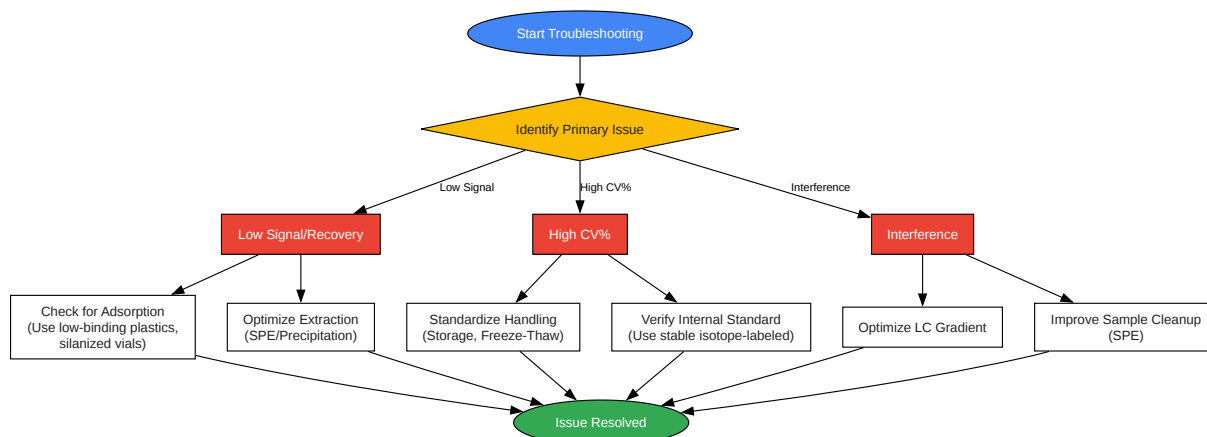 Start Troubleshooting
Identify Primary Issue
Low Signal
High CV%
Interference
Low Signal/Recovery
High CV%
Interference
Check for Adsorption
(Use low-binding plastics,
silanized vials)
Optimize Extraction
(SPE/Precipitation)
Standardize Handling
(Storage, Freeze-Thaw)
Verify Internal Standard
(Use stable isotope-labeled)
Optimize LC Gradient
Improve Sample Cleanup
(SPE)
Issue Resolved